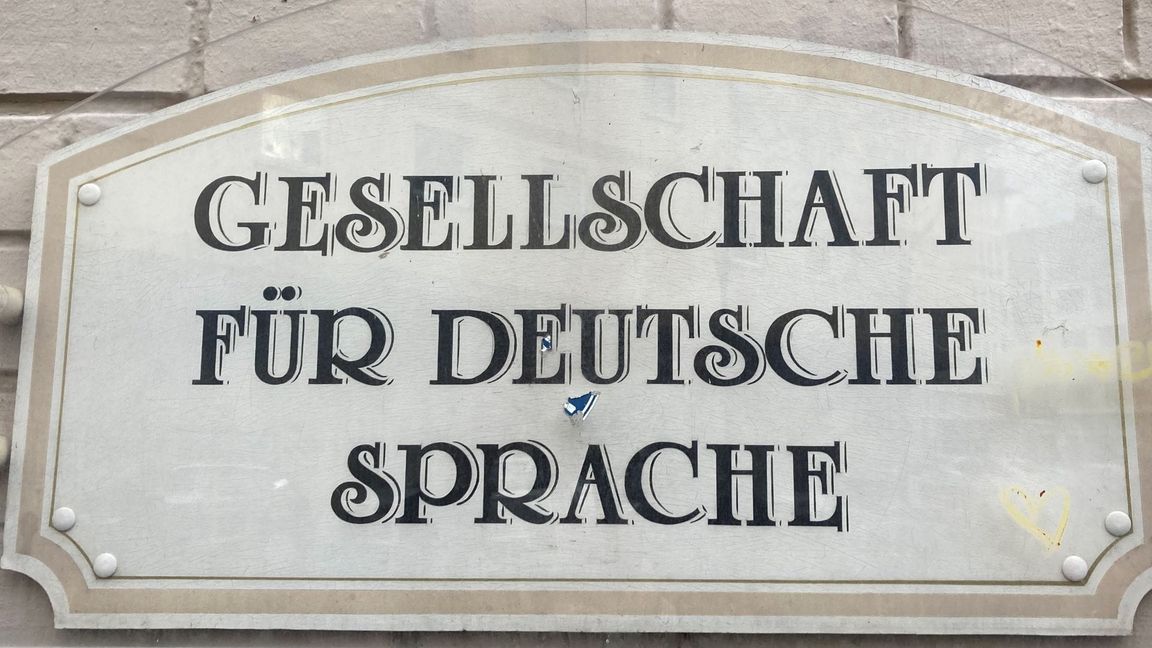 GESELLSCHAFT
FÜR DEUTSCHE
SPRACHE